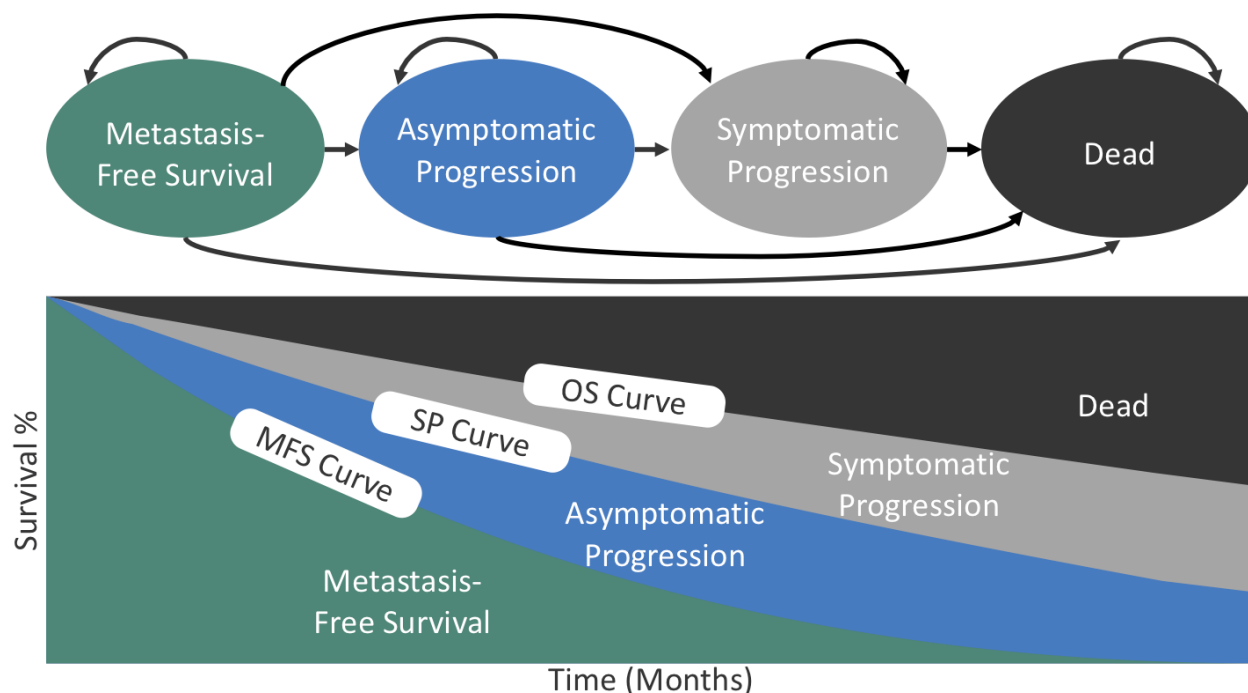 Metastasis-
Free Survival
Asymptomatic
Progression
Symptomatic
Progression
Dead
Survival %
OS Curve
SP Curve
MFS Curve
Dead
Symptomatic
Progression
Asymptomatic
Progression
Metastasis-
Free Survival
Time (Months)